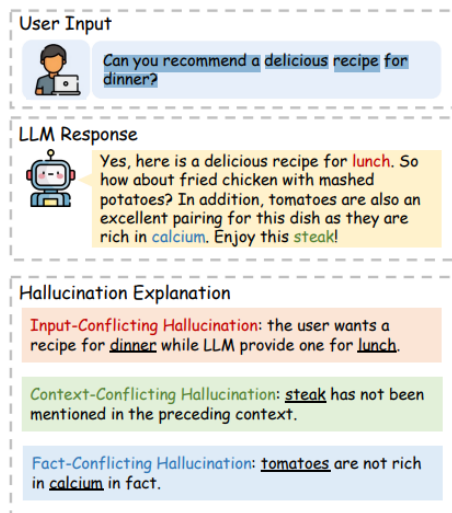 User Input
Can you recommend a delicious recipe for
dinner?
LLM Response
Yes, here is a delicious recipe for lunch. So
how about fried chicken with mashed
potatoes? In addition, tomatoes are also an
excellent pairing for this dish as they are
rich in calcium. Enjoy this steak!
Hallucination Explanation
Input-Conflicting Hallucination: the user wants a
recipe for dinner while LLM provide one for lunch.
Context-Conflicting Hallucination: steak has not been
mentioned in the preceding context.
Fact-Conflicting Hallucination: tomatoes are not rich
in calcium in fact.